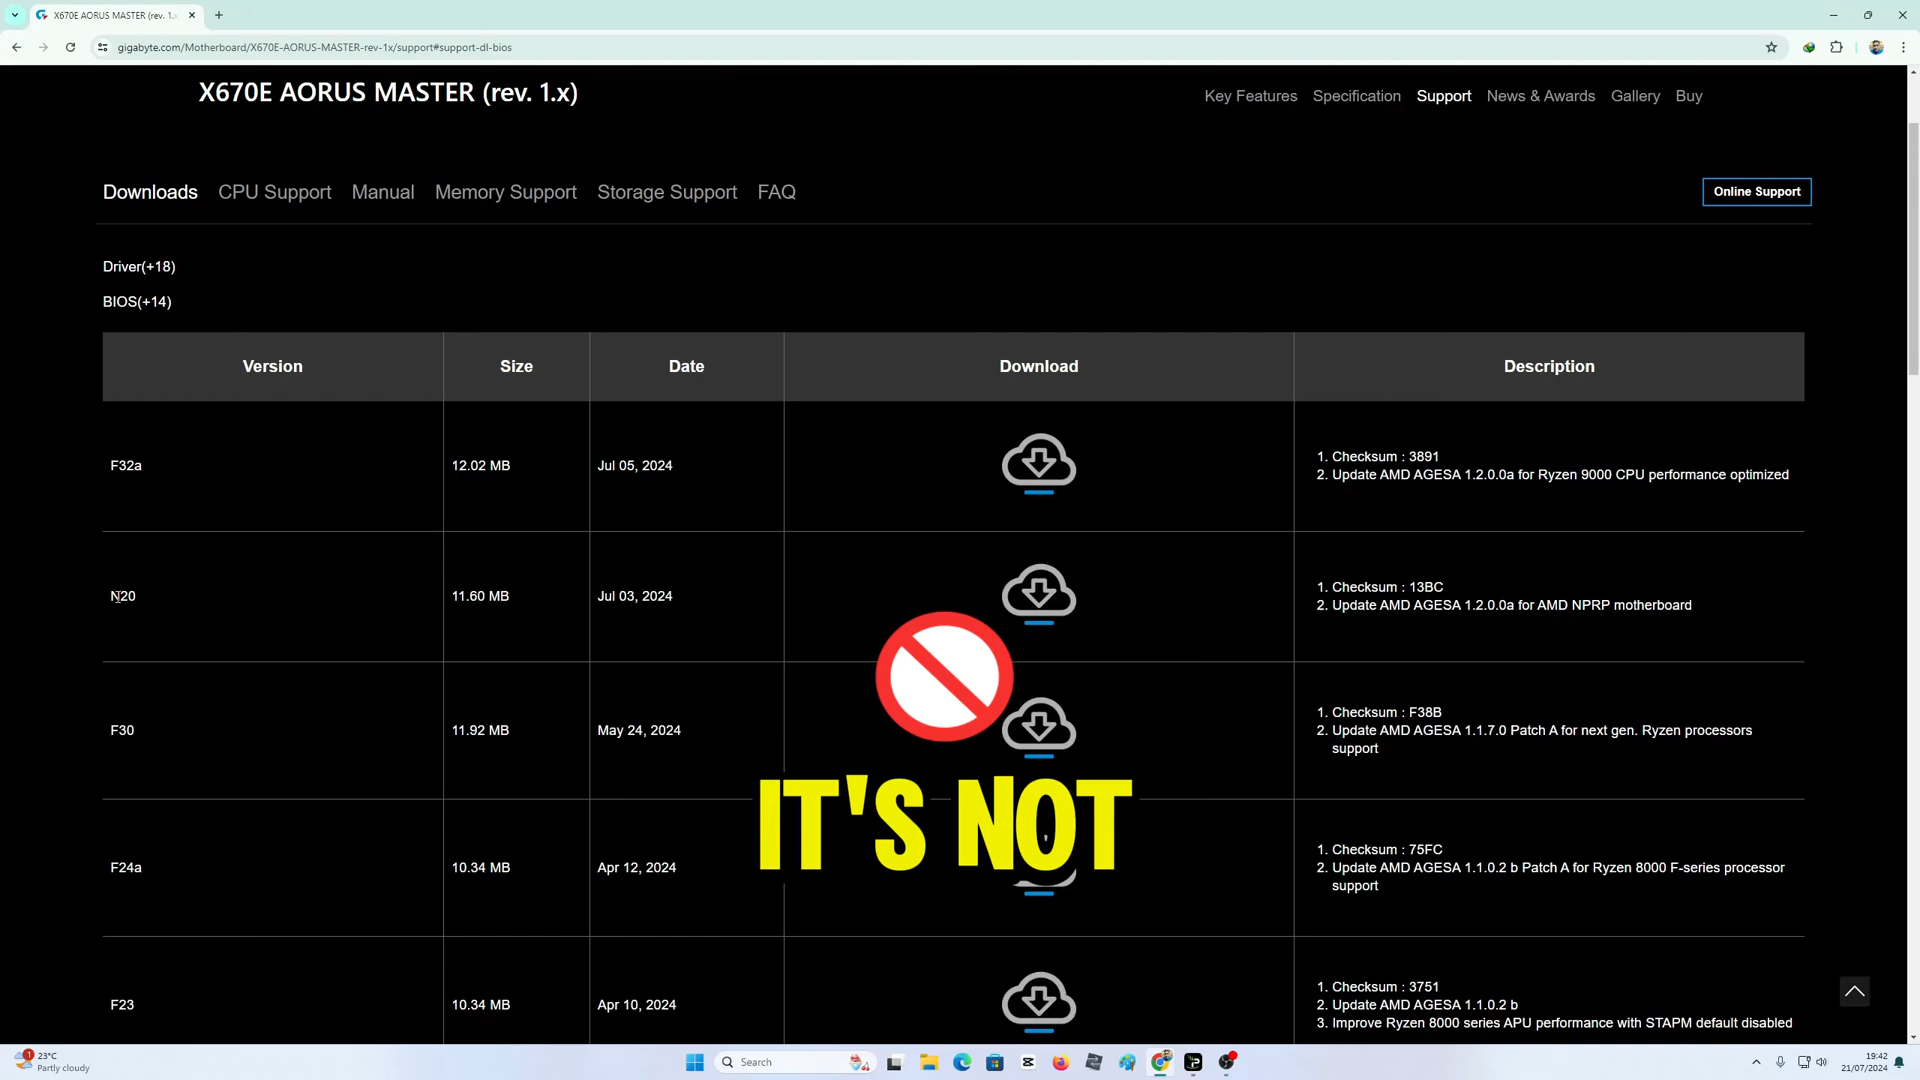 X670E AORUS MASTER (rev. 1.x
gigabyte.com/Motherboard/X670E-AORUS-MASTER-rev-1x/support#support-dl-bios
X670E AORUS MASTER (rev. 1.x)
Key Features Specification Support News & Awards Gallery Buy
Downloads CPU Support Manual Memory Support Storage Support FAQ
Online Support
Driver(+18)
BIOS(+14)
Version Size Date Download Description
F32a 12.02 MB Jul 05, 2024
1. Checksum : 3891
2. Update AMD AGESA 1.2.0.0a for Ryzen 9000 CPU performance optimized
N20 11.60 MB Jul 03, 2024
1. Checksum : 13BC
2. Update AMD AGESA 1.2.0.0a for AMD NPRP motherboard
F30 11.92 MB May 24, 2024
1. Checksum : F38B
2. Update AMD AGESA 1.1.7.0 Patch A for next gen. Ryzen processors
support
IT'S NOT
F24a 10.34 MB Apr 12, 2024
1. Checksum : 75FC
2. Update AMD AGESA 1.1.0.2 b Patch A for Ryzen 8000 F-series processor
support
F23 10.34 MB Apr 10, 2024
1. Checksum : 3751
2. Update AMD AGESA 1.1.0.2 b
3. Improve Ryzen 8000 series APU performance with STAPM default disabled
1
23°C
Partly cloudy
Search
19:42
21/07/2024